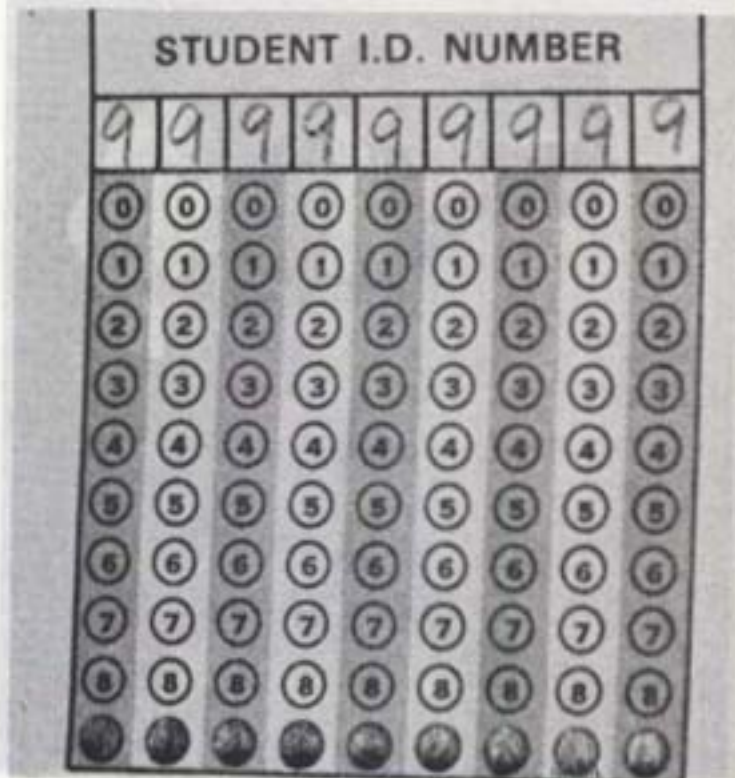 STUDENT I.D. NUMBER
9 9 9 9 9 9 9 9 9
0 0 0 0 0 0 0 0 0
1 1 1 1 1 1 1 1 1
2 2 2 2 2 2 2 2 2
3 3 3 3 3 3 3 3 3
4 4 4 4 4 4 4 4 4
5 5 5 5 5 5 5 5 5
6 6 6 6 6 6 6 6 6
7 7 7 7 7 7 7 7 7
8 8 8 8 8 8 8 8 8